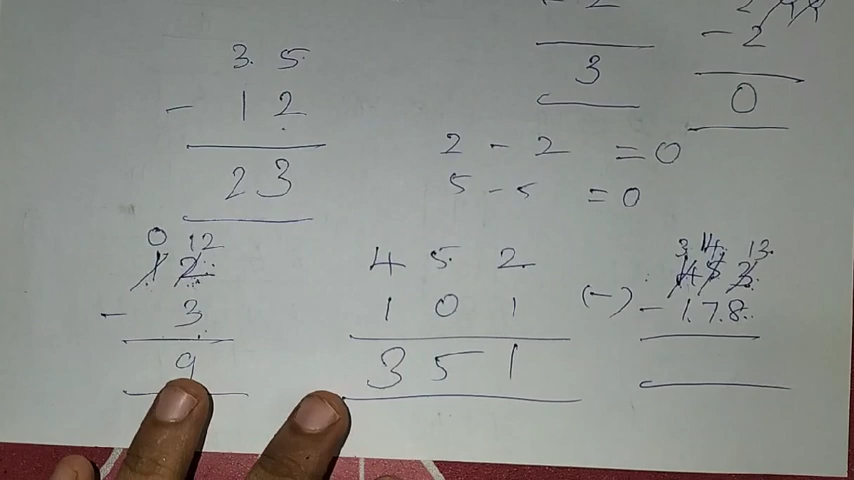 3. 5
- 1 2
2 3
- 2
3
- 2
0
2 - 2 = 0
5 - 5 = 0
0 12
1 2
- 3
9
4 5 2
1 0 1
3 5 1
3 14 13
4 5 3
(-) - 1 7 8